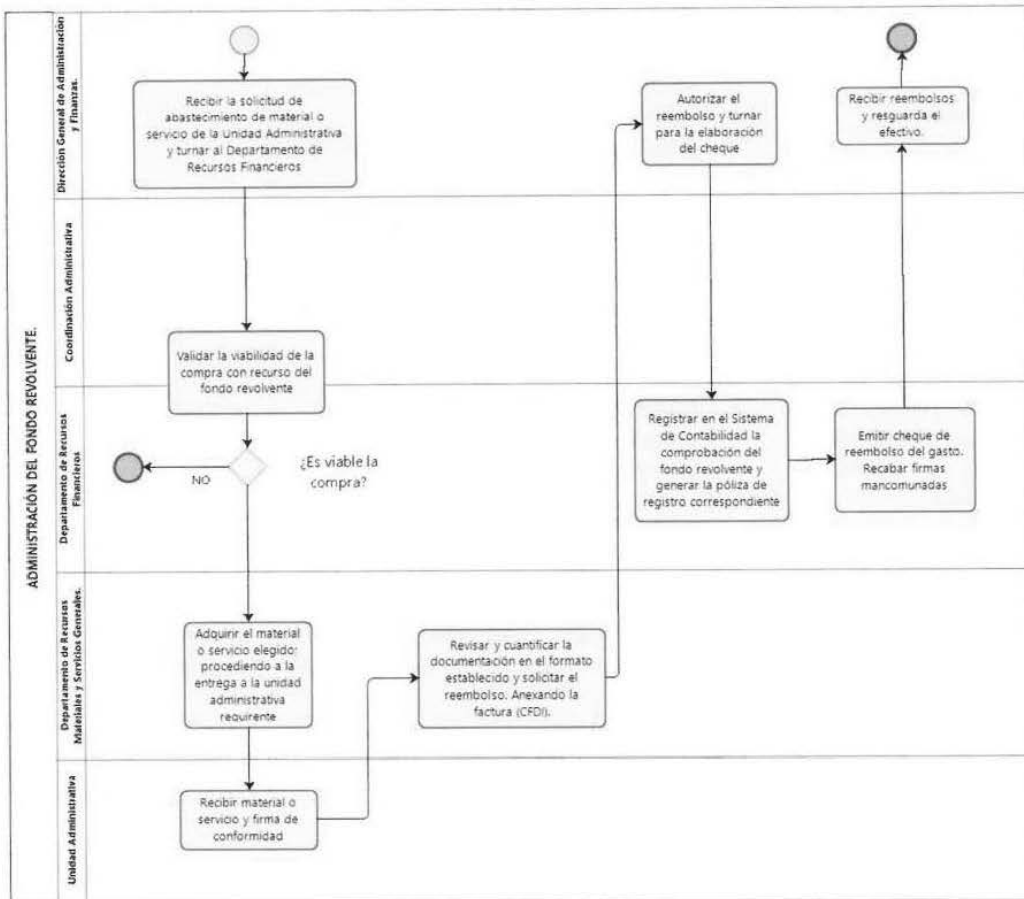 ADMINISTRACIÓN DEL FONDO REVOLVENTE.
Dirección General de Administración
y Finanzas.
Recibir la solicitud de
abastecimiento de material o
servicio de la Unidad Administrativa
y turnar al Departamento de
Recursos Financieros
Autorizar el
reembolso y turnar
para la elaboración
del cheque
Recibir reembolsos
y resguarda el
efectivo.
Coordinación Administrativa
Validar la viabilidad de la
compra con recurso del
fondo revolvente
Departamento de Recursos
Financieros
NO
¿Es viable la
compra?
Registrar en el Sistema
de Contabilidad la
comprobación del
fondo revolvente y
generar la póliza de
registro correspondiente
Emitir cheque de
reembolso del gasto.
Recabar firmas
mancomunadas
Departamento de Recursos
Materiales y Servicios Generales.
Adquirir el material
o servicio elegido;
procediendo a la
entrega a la unidad
administrativa
requirente
Revisar y cuantificar la
documentación en el formato
establecido y solicitar el
reembolso. Anexando la
factura (CFDI).
Unidad Administrativa
Recibir material o
servicio y firma de
conformidad